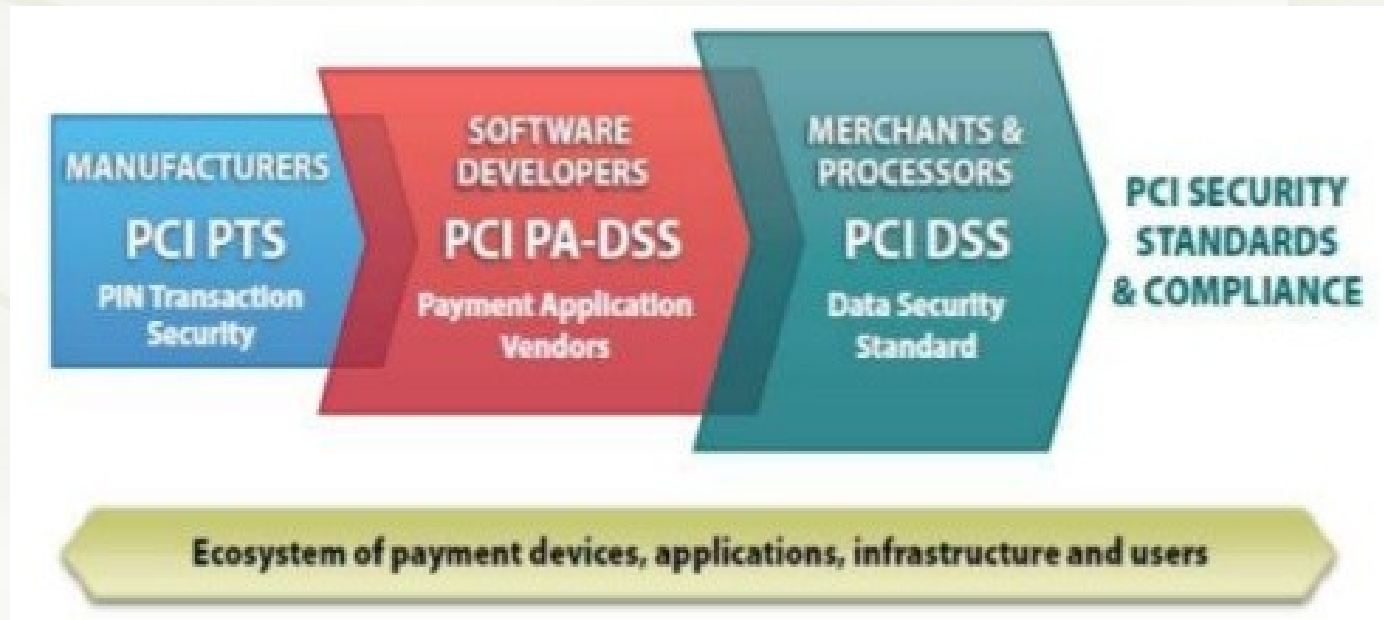 MANUFACTURERS
PCI PTS
PIN Transaction
Security
SOFTWARE
DEVELOPERS
PCI PA-DSS
Payment Application
Vendors
MERCHANTS &
PROCESSORS
PCI DSS
Data Security
Standard
PCI SECURITY
STANDARDS
& COMPLIANCE
Ecosystem of payment devices, applications, infrastructure and users